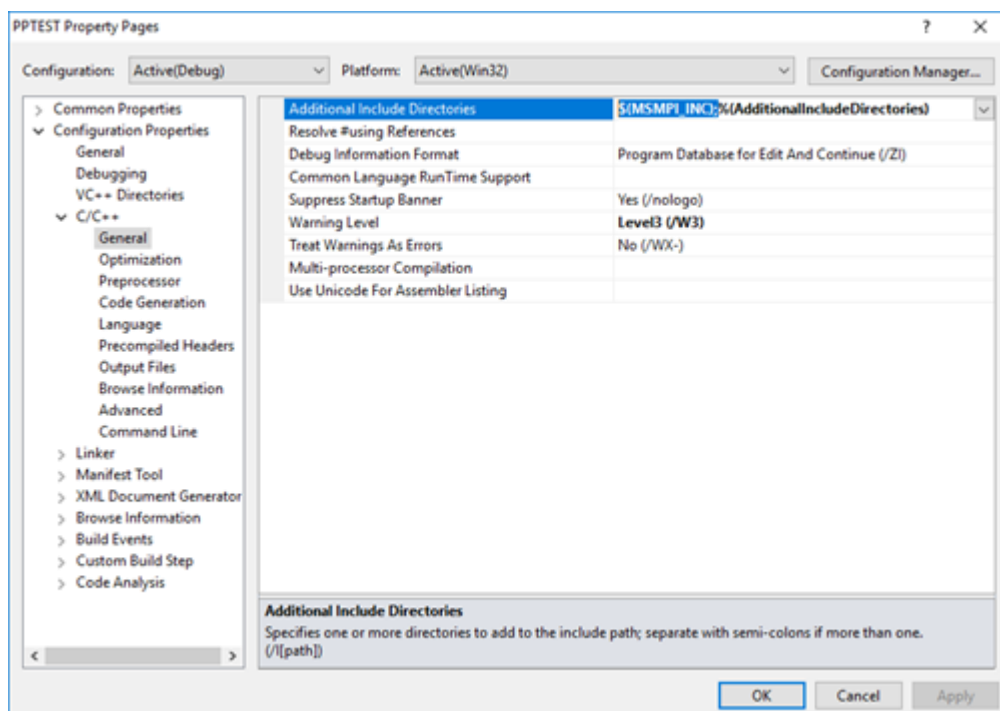 PPTEST Property Pages
Configuration: Active(Debug) Platform: Active(Win32) Configuration Manager...
Common Properties
Configuration Properties
General
Debugging
VC++ Directories
C/C++
General
Optimization
Preprocessor
Code Generation
Language
Precompiled Headers
Output Files
Browse Information
Advanced
Command Line
Linker
Manifest Tool
XML Document Generator
Browse Information
Build Events
Custom Build Step
Code Analysis
Additional Include Directories $(MSMPI_INC);%(AdditionalIncludeDirectories)
Resolve #using References
Debug Information Format Program Database for Edit And Continue (/ZI)
Common Language RunTime Support
Suppress Startup Banner Yes (/nologo)
Warning Level Level3 (/W3)
Treat Warnings As Errors No (/WX-)
Multi-processor Compilation
Use Unicode For Assembler Listing
Additional Include Directories
Specifies one or more directories to add to the include path; separate with semi-colons if more than one.
(/I[path])
OK Cancel Apply